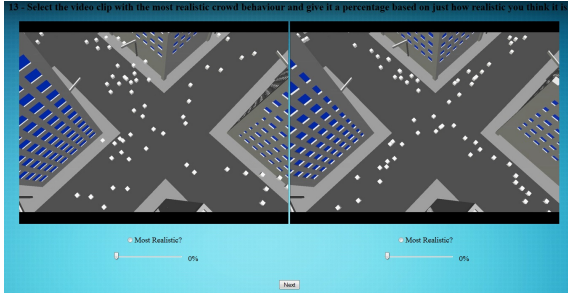 13 - Select the video clip with the most realistic crowd behaviour and give it a percentage based on just how realistic you think it
Most Realistic?
0%
Most Realistic?
0%
Next